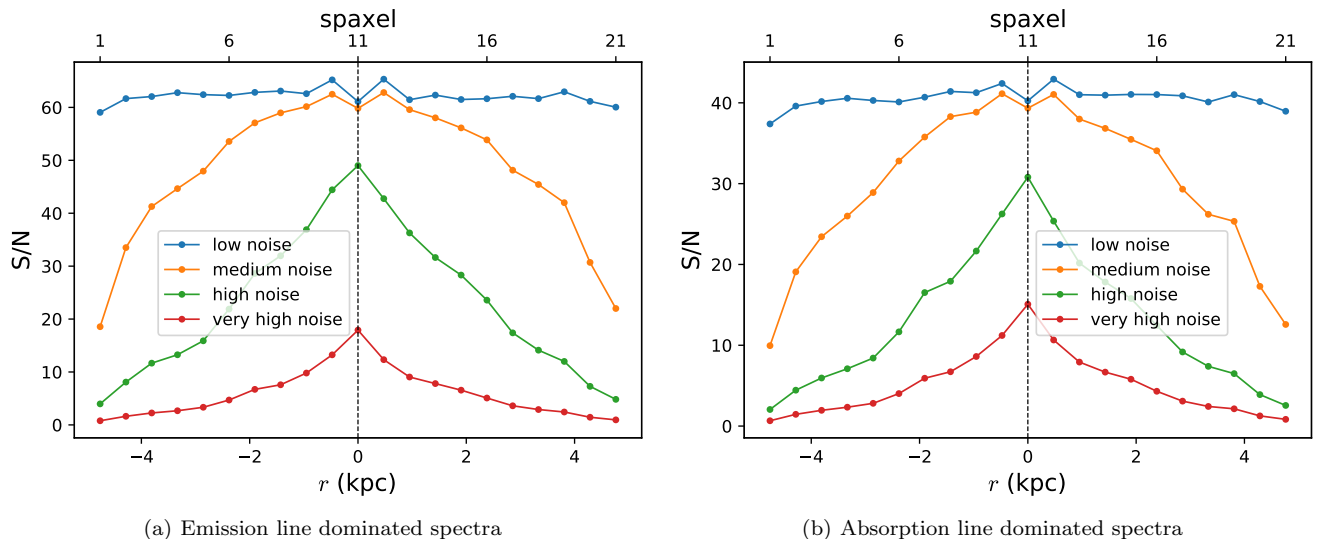 spaxel
1 6 11 16 21
60
50
40
30
20
10
0
S/N
low noise
medium noise
high noise
very high noise
−4 −2 0 2 4
r (kpc)
(a) Emission line dominated spectra
spaxel
1 6 11 16 21
40
30
20
10
0
S/N
low noise
medium noise
high noise
very high noise
−4 −2 0 2 4
r (kpc)
(b) Absorption line dominated spectra